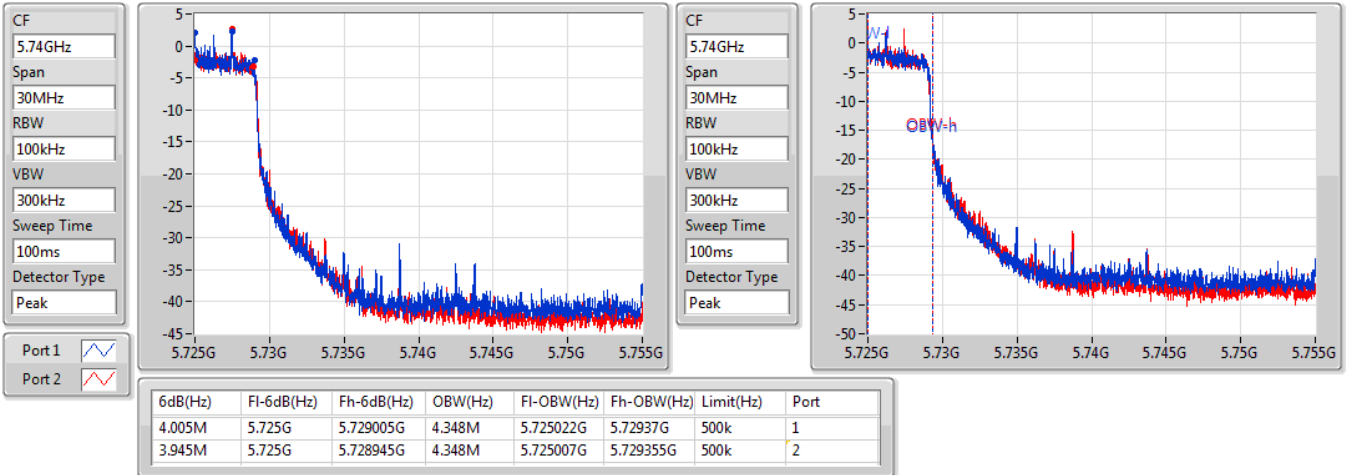 CF
5.74GHz
Span
30MHz
RBW
100kHz
VBW
300kHz
Sweep Time
100ms
Detector Type
Peak
5
0
-5
-10
-15
-20
-25
-30
-35
-40
-45
5.725G 5.73G 5.735G 5.74G 5.745G 5.75G 5.755G
CF
5.74GHz
Span
30MHz
RBW
100kHz
VBW
300kHz
Sweep Time
100ms
Detector Type
Peak
5
0
-5
-10
-15
-20
-25
-30
-35
-40
-45
-50
OBW-h
5.725G 5.73G 5.735G 5.74G 5.745G 5.75G 5.755G
Port 1
Port 2
6dB(Hz) Fl-6dB(Hz) Fh-6dB(Hz) OBW(Hz) Fl-OBW(Hz) Fh-OBW(Hz) Limit(Hz) Port
4.005M 5.725G 5.729005G 4.348M 5.725022G 5.72937G 500k 1
3.945M 5.725G 5.728945G 4.348M 5.725007G 5.729355G 500k 2